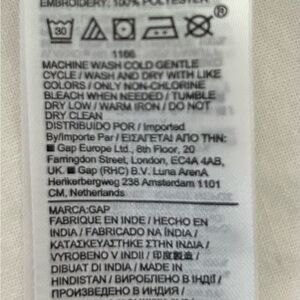 EMBROIDERY: 100% POLYESTER
30
®
1166
MACHINE WASH COLD GENTLE
CYCLE / WASH AND DRY WITH LIKE
COLORS / ONLY NON-CHLORINE
BLEACH WHEN NEEDED / TUMBLE
DRY LOW / WARM IRON / DO NOT
DRY CLEAN
DISTRIBUIDO POR / Imported
By/Importe Par / ΕΙΣΑΓΕΤΑΙ ΑΠΟ ΤΗΝ:
Gap Europe Ltd., 8th Floor, 20
Farringdon Street, London, EC4A 4AB,
UK. Gap (RHC) B.V. Luna ArenA
Herikerbergweg 238 Amsterdam 1101
CM, Netherlands
MARCA:GAP
FABRIQUE EN INDE / HECHO EN
INDIA / FABRICADO NA ÍNDIA /
ΚΑΤΑΣΚΕΥΑΣΤΗΚΕ ΣΤΗΝ ΙΝΔΙΑ /
VYROBENO V INDII / 印度製造 /
DIBUAT DI INDIA / MADE IN
HINDISTAN / ВИРОБЛЕНО В ІНДІЇ /
ПРОИЗВЕДЕНО В ИНДИЯ /